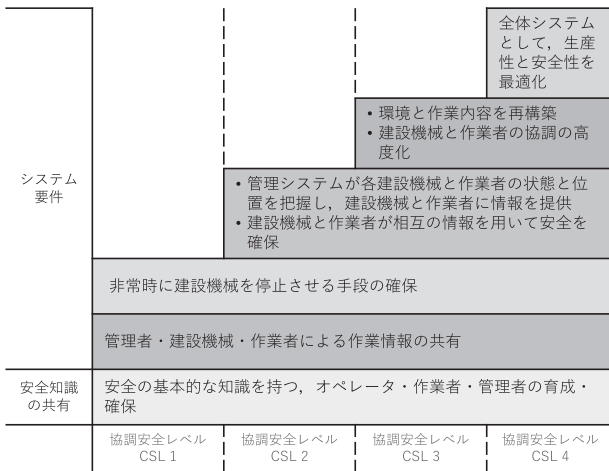 全体システム
として，生産
性と安全性を
最適化
• 環境と作業内容を再構築
• 建設機械と作業者の協調の高
度化
システム
要件
• 管理システムが各建設機械と作業者の状態と位
置を把握し，建設機械と作業者に情報を提供
• 建設機械と作業者が相互の情報を用いて安全を
確保
非常時に建設機械を停止させる手段の確保
管理者・建設機械・作業者による作業情報の共有
安全知識
の共有
安全の基本的な知識を持つ，オペレータ・作業者・管理者の育成・
確保
協調安全レベル
CSL 1
協調安全レベル
CSL 2
協調安全レベル
CSL 3
協調安全レベル
CSL 4